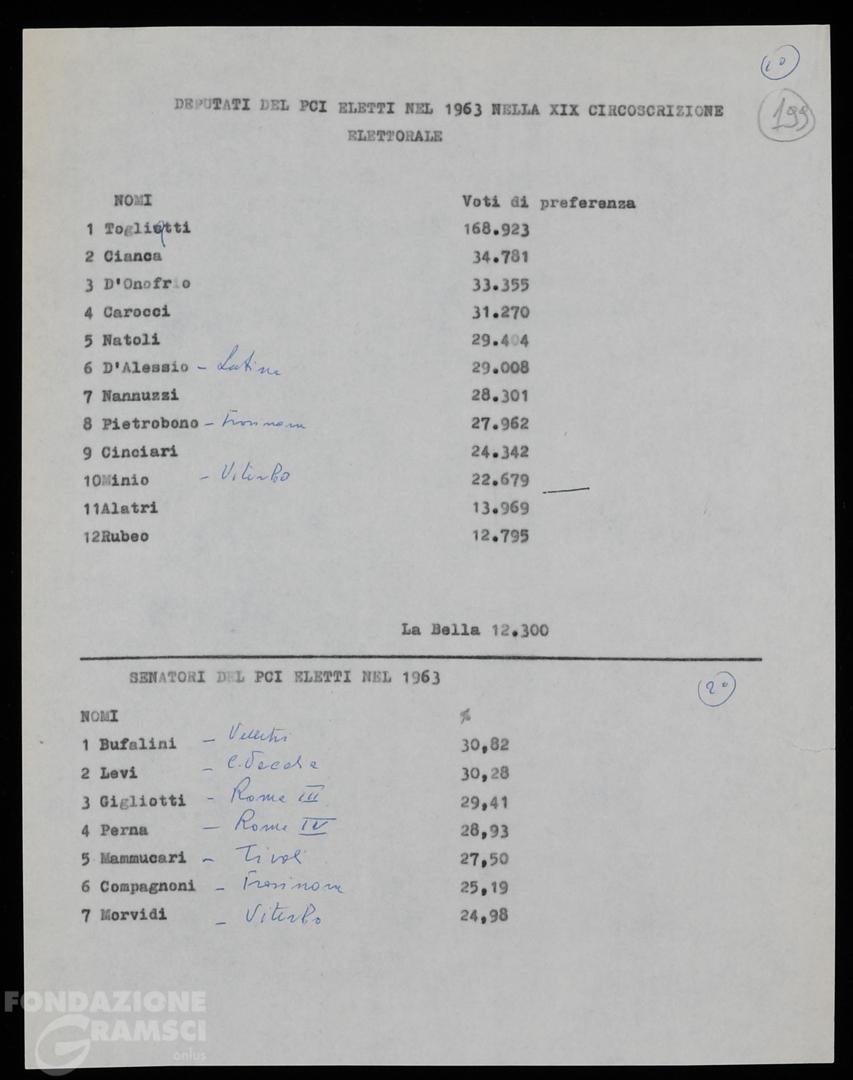 1°
199
DEPUTATI DEL PCI ELETTI NEL 1963 NELLA XIX CIRCOSCRIZIONE
ELETTORALE
NOMI Voti di preferenza
1 Togliatti 168.923
2 Cianca 34.781
3 D'Onofrio 33.355
4 Carocci 31.270
5 Natoli 29.404
6 D'Alessio - Latina 29.008
7 Nannuzzi 28.301
8 Pietrobono - Frosinone 27.962
9 Cinciari 24.342
10Minio - Viterbo 22.679
11Alatri 13.969
12Rubeo 12.795
La Bella 12.300
SENATORI DEL PCI ELETTI NEL 1963
2°
NOMI %
1 Bufalini - Velletri 30,82
2 Levi - C. Vecchia 30,28
3 Gigliotti - Roma III 29,41
4 Perna - Roma IV 28,93
5 Mammucari - Tivoli 27,50
6 Compagnoni - Frosinone 25,19
7 Morvidi - Viterbo 24,98
FONDAZIONE
GRAMSCI
onlus